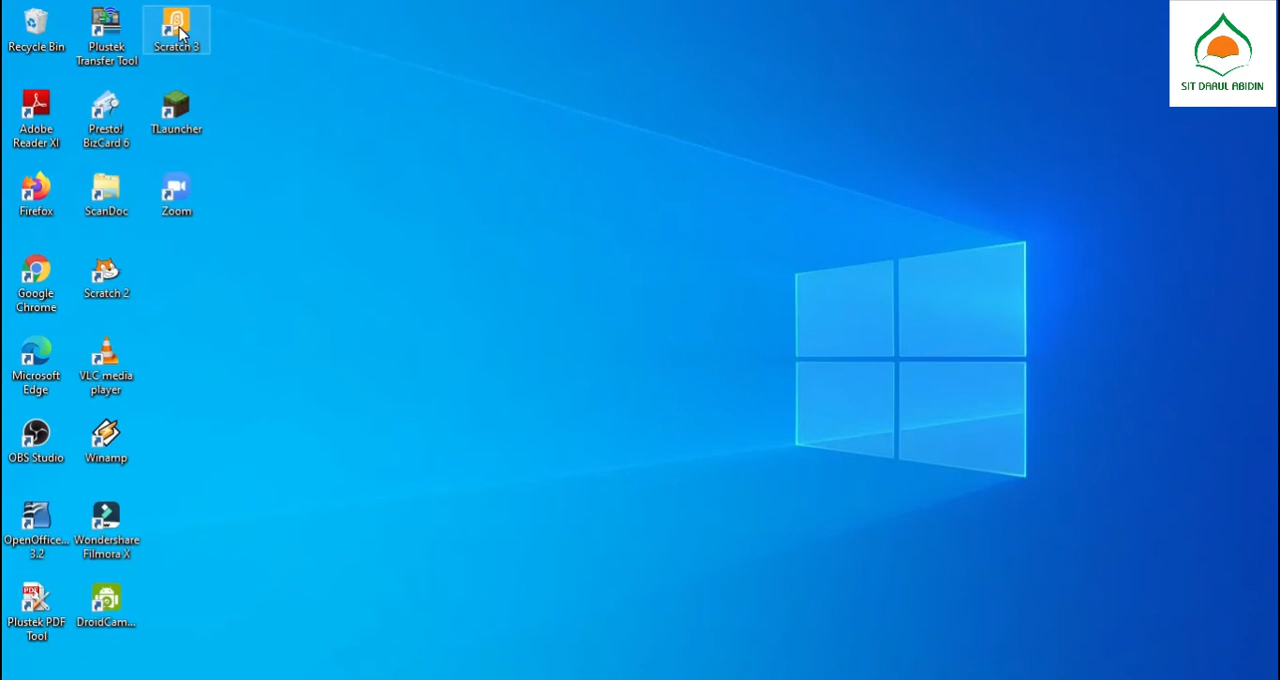 Recycle Bin
Plustek
Transfer Tool
Scratch 3
Adobe
Reader XI
Presto!
BizCard 6
TLauncher
Firefox
ScanDoc
Zoom
Google
Chrome
Scratch 2
Microsoft
Edge
VLC media
player
OBS Studio
Winamp
OpenOffice...
3.2
Wondershare
Filmora X
Plustek PDF
Tool
DroidCam...
SIT DARUL ABIDIN
PDF